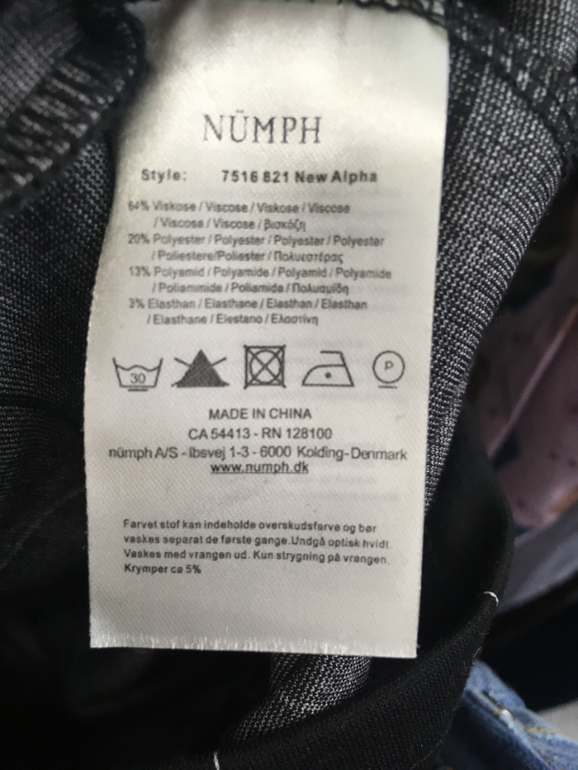 NÜMPH
Style: 7516 821 New Alpha
64% Viskose / Viscose / Viskose / Viscose
/ Viscose / Viscose / Βισκόζη
20% Polyester / Polyester / Polyester / Polyester
/ Poliestere/Poliester / Πολυεστέρας
13% Polyamid / Polyamide / Polyamid / Polyamide
/ Poliammide / Poliamida / Πολυαμίδη
3% Elasthan / Elasthane / Elasthan / Elasthan
/ Elasthane / Elestano / Ελαστίνη
30 P
MADE IN CHINA
CA 54413 - RN 128100
nümph A/S - Ibsvej 1-3 - 6000 Kolding-Denmark
www.numph.dk
Farvet stof kan indeholde overskudsfarve og bør
vaskes separat de første gange.Undgå optisk hvidt.
Vaskes med vrangen ud. Kun strygning på vrangen.
Krymper ca 5%